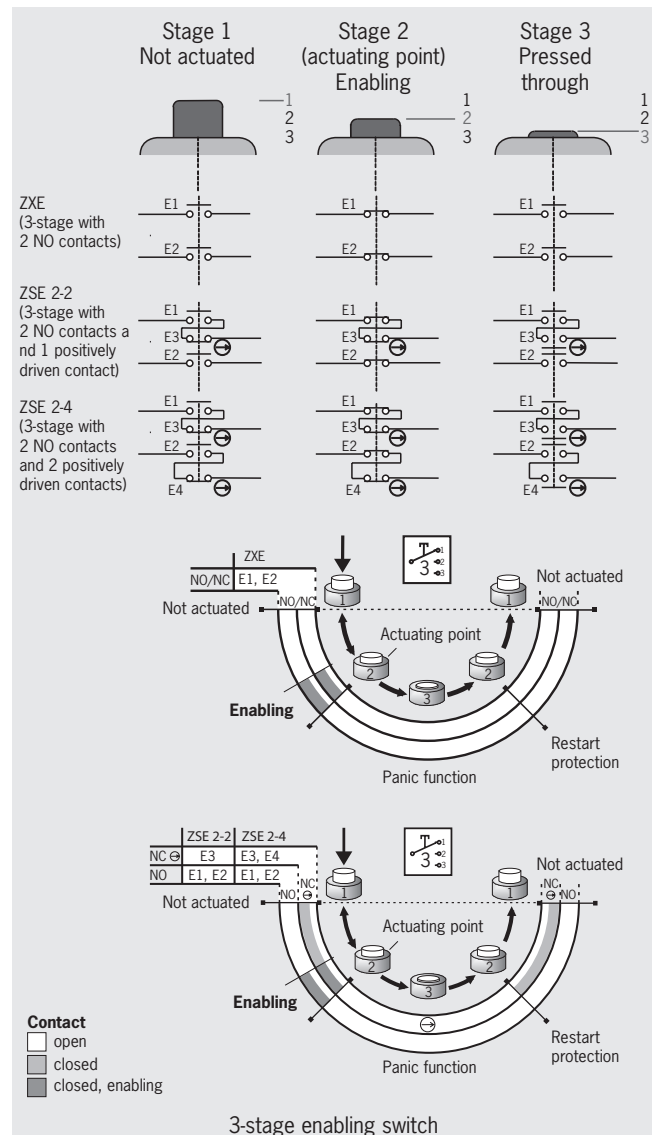 Stage 1
Not actuated
Stage 2
(actuating point)
Enabling
Stage 3
Pressed
through
1
2
3
1
2
3
1
2
3
ZXE
(3-stage with
2 NO contacts)
E1
E2
E1
E2
E1
E2
ZSE 2-2
(3-stage with
2 NO contacts a
nd 1 positively
driven contact)
E1
E3
E2
E1
E3
E2
E1
E3
E2
ZSE 2-4
(3-stage with
2 NO contacts
and 2 positively
driven contacts)
E1
E3
E2
E4
E1
E3
E2
E4
E1
E3
E2
E4
ZXE
NO/NC E1, E2
Not actuated
NO/NC
1
3
1
2
3
1
Not actuated
NO/NC
Actuating point
2
3
2
Enabling
Restart
protection
Panic function
ZSE 2-2 ZSE 2-4
NC E3 E3, E4
NO E1, E2 E1, E2
Not actuated
NO
NC
1
3
1
2
3
1
Not actuated
NC
NO
Actuating point
2
3
2
Enabling
Restart
protection
Panic function
Contact
open
closed
closed, enabling
3-stage enabling switch